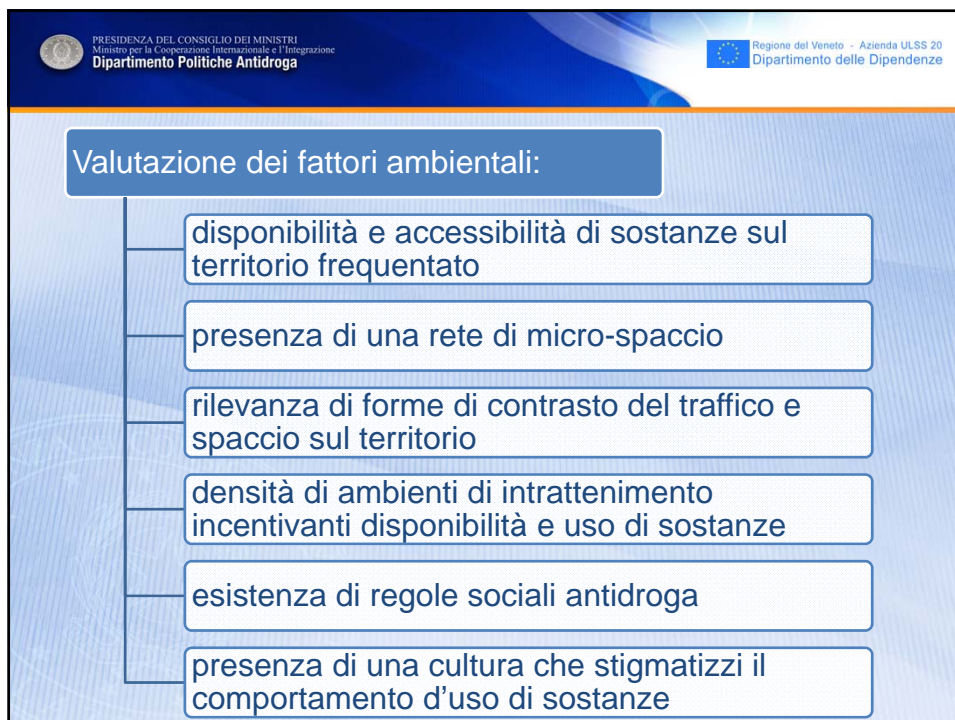 PRESIDENZA DEL CONSIGLIO DEI MINISTRI
Ministro per la Cooperazione Internazionale e l'Integrazione
Dipartimento Politiche Antidroga
Regione del Veneto - Azienda ULSS 20
Dipartimento delle Dipendenze
Valutazione dei fattori ambientali:
disponibilità e accessibilità di sostanze sul
territorio frequentato
presenza di una rete di micro-spaccio
rilevanza di forme di contrasto del traffico e
spaccio sul territorio
densità di ambienti di intrattenimento
incentivanti disponibilità e uso di sostanze
esistenza di regole sociali antidroga
presenza di una cultura che stigmatizzi il
comportamento d’uso di sostanze